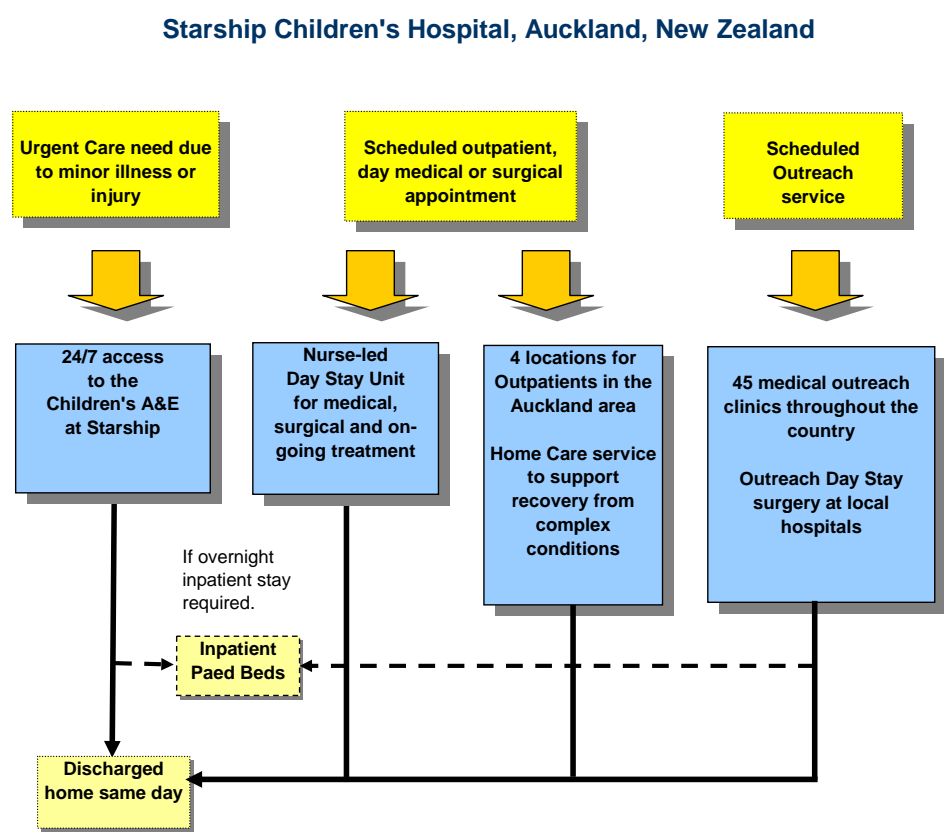 Starship Children's Hospital, Auckland, New Zealand
Urgent Care need due
to minor illness or
injury
Scheduled outpatient,
day medical or surgical
appointment
Scheduled
Outreach
service
24/7 access
to the
Children's A&E
at Starship
Nurse-led
Day Stay Unit
for medical,
surgical and on-
going treatment
4 locations for
Outpatients in the
Auckland area
Home Care service
to support
recovery from
complex
conditions
45 medical outreach
clinics throughout the
country
Outreach Day Stay
surgery at local
hospitals
If overnight
inpatient stay
required.
Inpatient
Paed Beds
Discharged
home same day